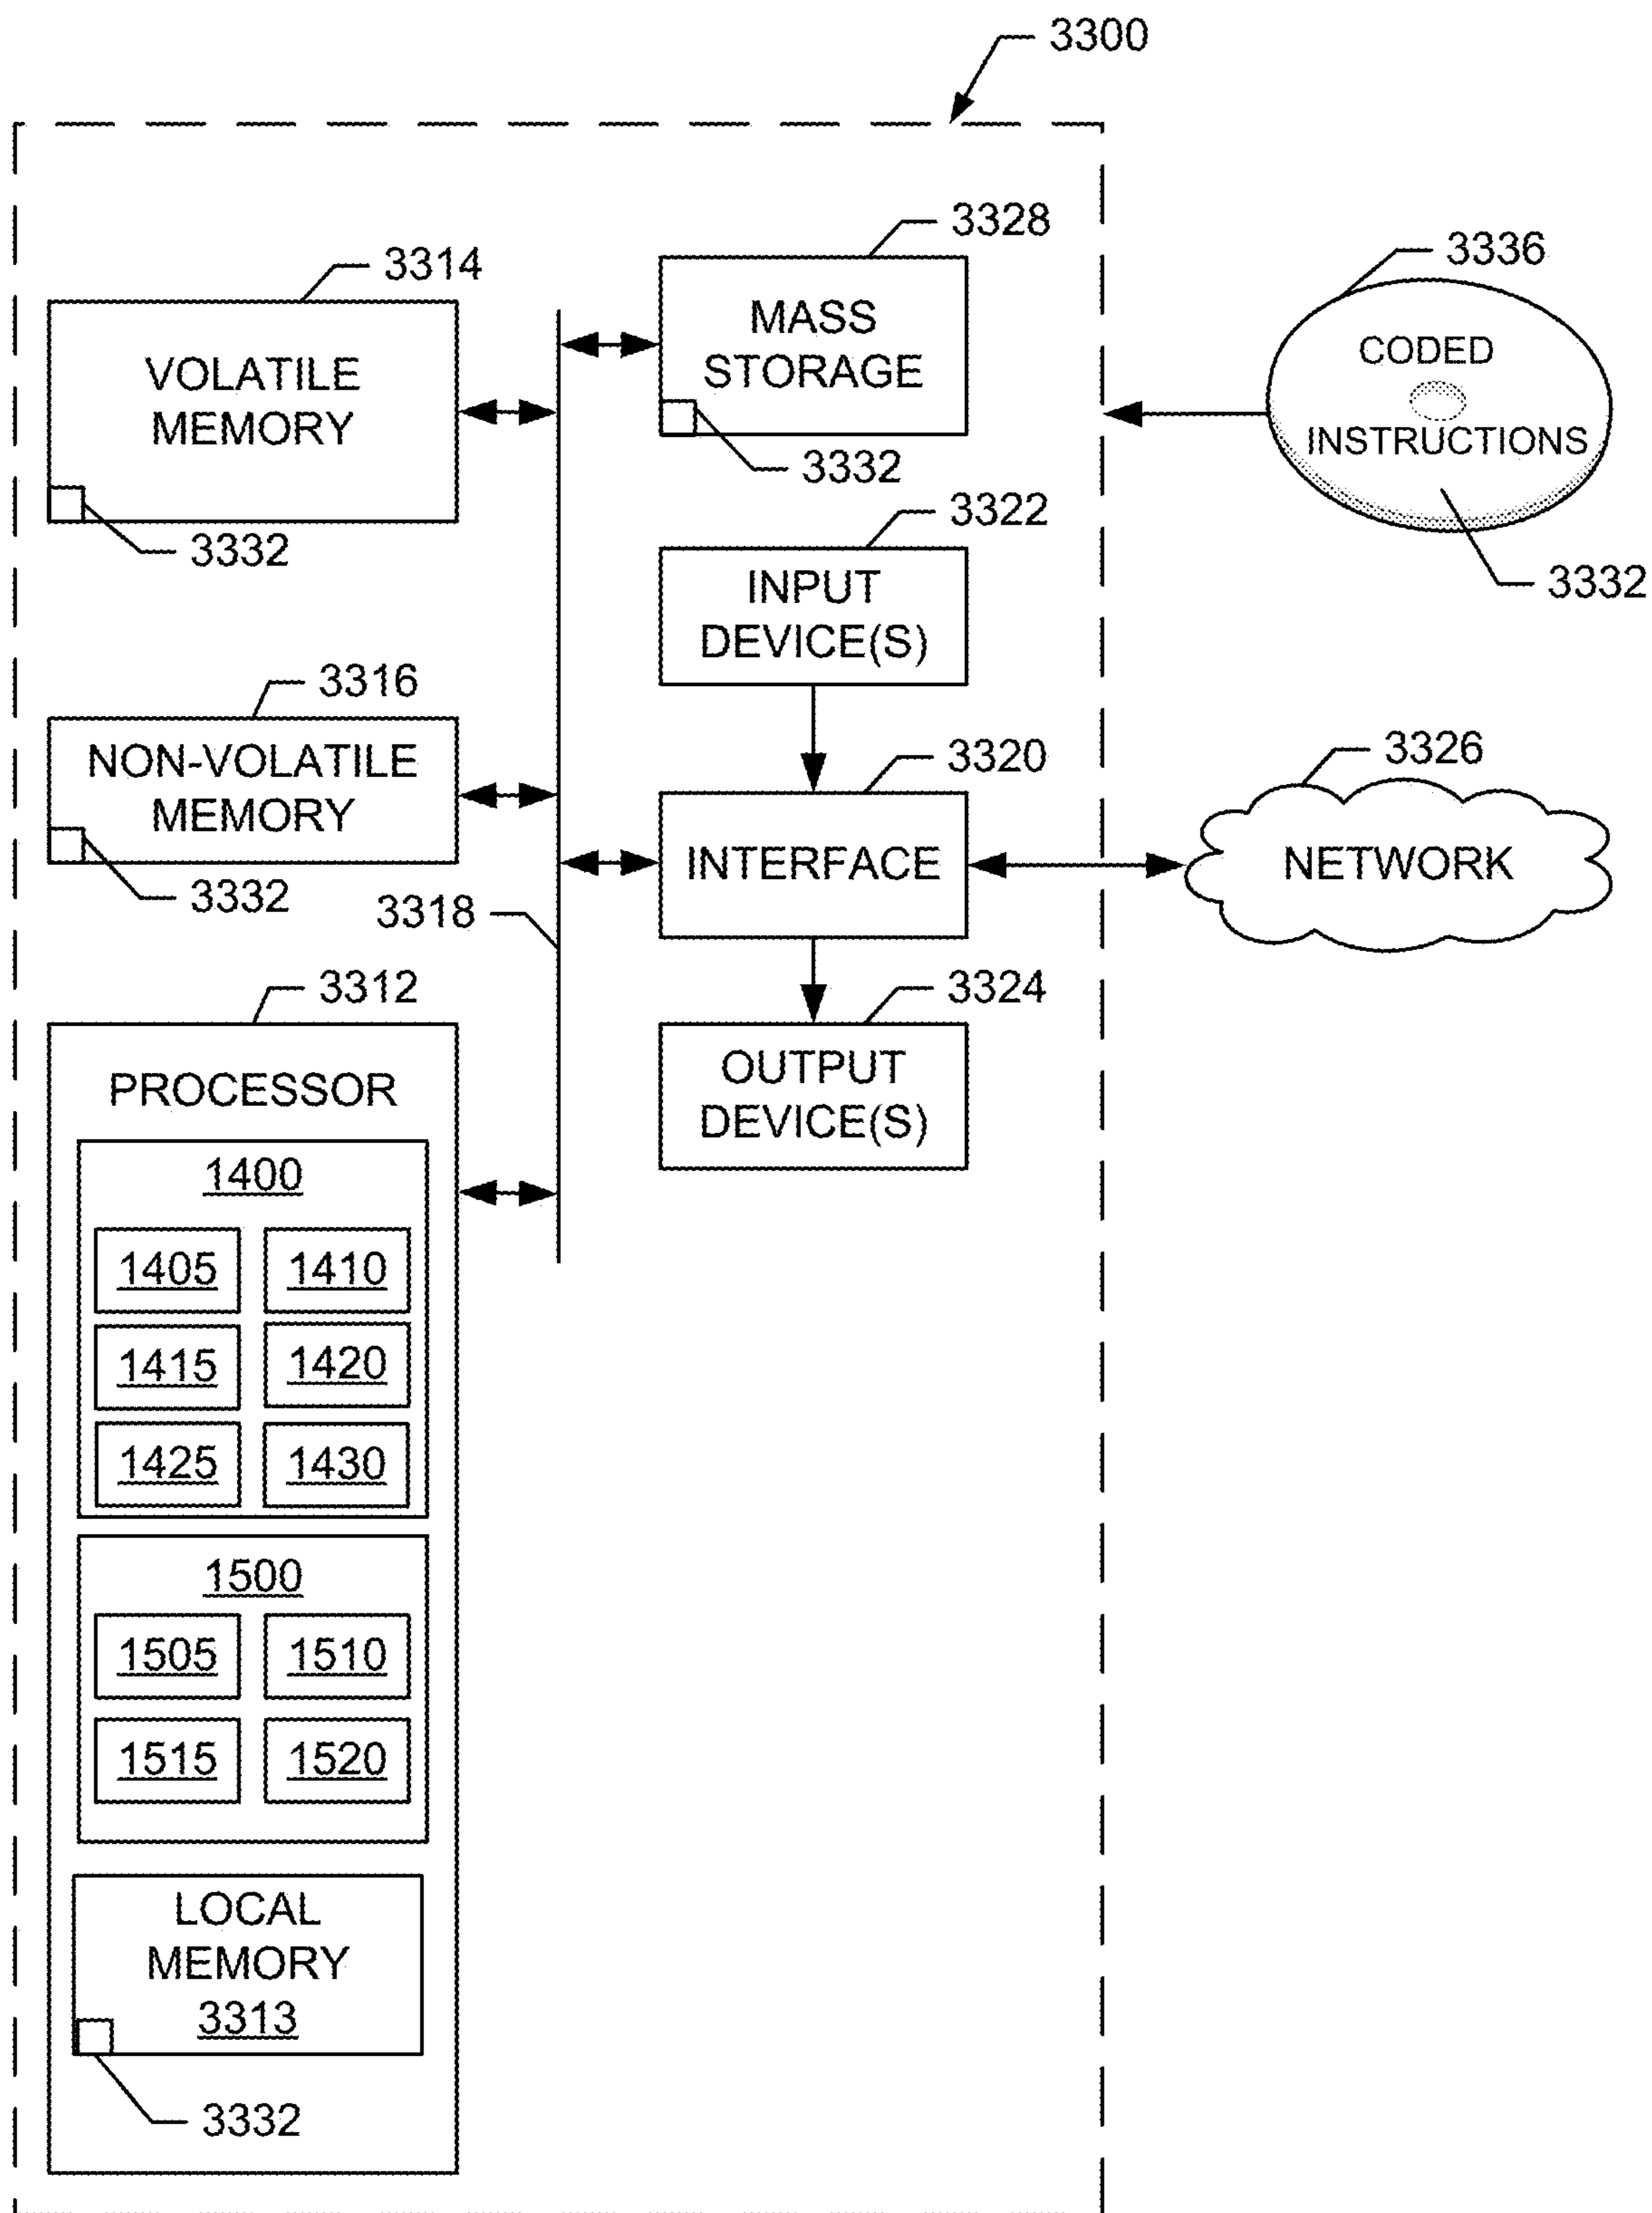 3300
3314
VOLATILE
MEMORY
3332
3328
MASS
STORAGE
3332
3336
CODED
INSTRUCTIONS
3332
3322
INPUT
DEVICE(S)
3316
NON-VOLATILE
MEMORY
3332
3320
INTERFACE
3326
NETWORK
3318
3324
OUTPUT
DEVICE(S)
3312
PROCESSOR
1400
1405
1410
1415
1420
1425
1430
1500
1505
1510
1515
1520
LOCAL
MEMORY
3313
3332